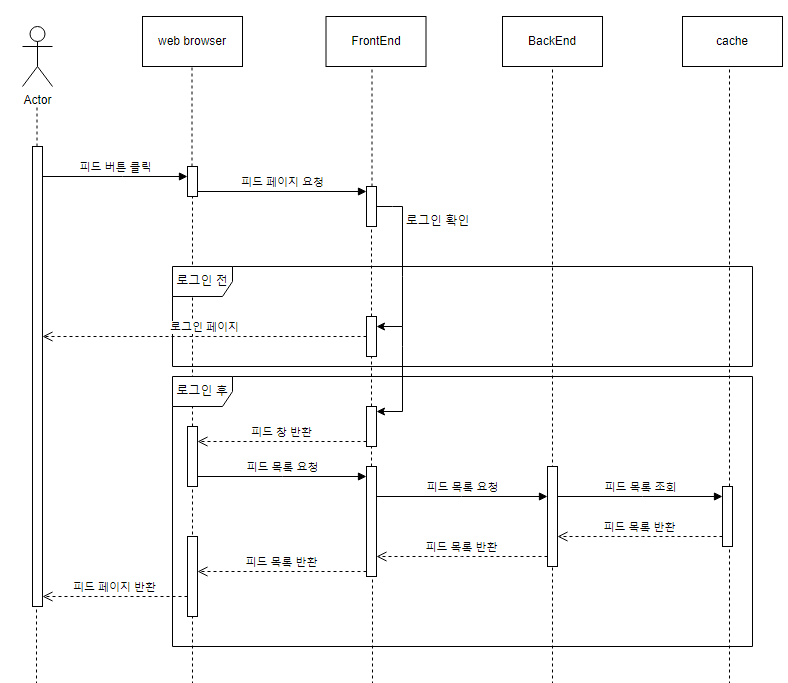 web browser
FrontEnd
BackEnd
cache
Actor
피드 버튼 클릭
피드 페이지 요청
로그인 확인
로그인 전
로그인 페이지
로그인 후
피드 창 반환
피드 목록 요청
피드 목록 요청
피드 목록 조회
피드 목록 반환
피드 목록 반환
피드 목록 반환
피드 페이지 반환